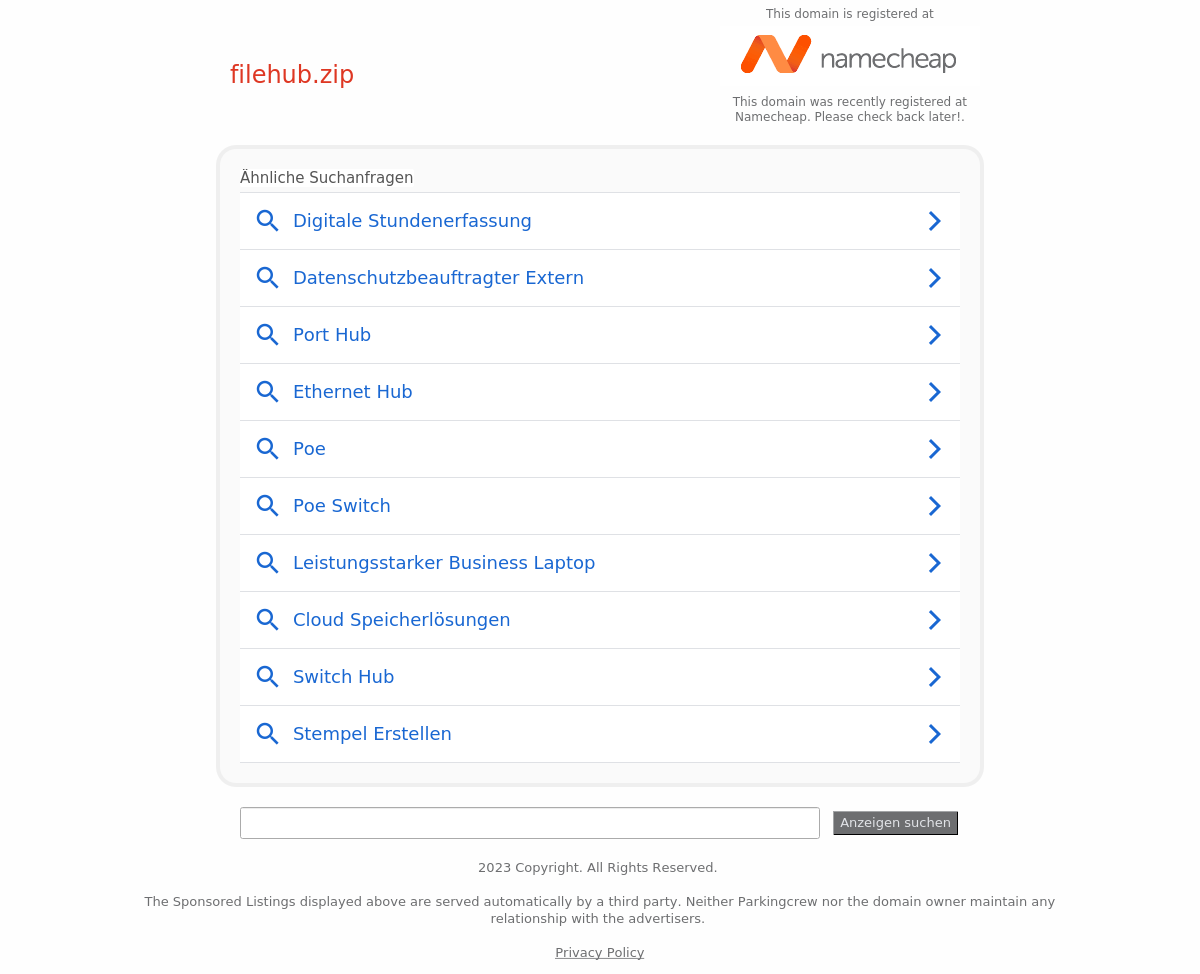 This domain is registered at
namecheap
filehub.zip
This domain was recently registered at
Namecheap. Please check back later!.
Ähnliche Suchanfragen
Digitale Stundenerfassung
Datenschutzbeauftragter Extern
Port Hub
Ethernet Hub
Poe
Poe Switch
Leistungsstarker Business Laptop
Cloud Speicherlösungen
Switch Hub
Stempel Erstellen
Anzeigen suchen
2023 Copyright. All Rights Reserved.
The Sponsored Listings displayed above are served automatically by a third party. Neither Parkingcrew nor the domain owner maintain any
relationship with the advertisers.
Privacy Policy